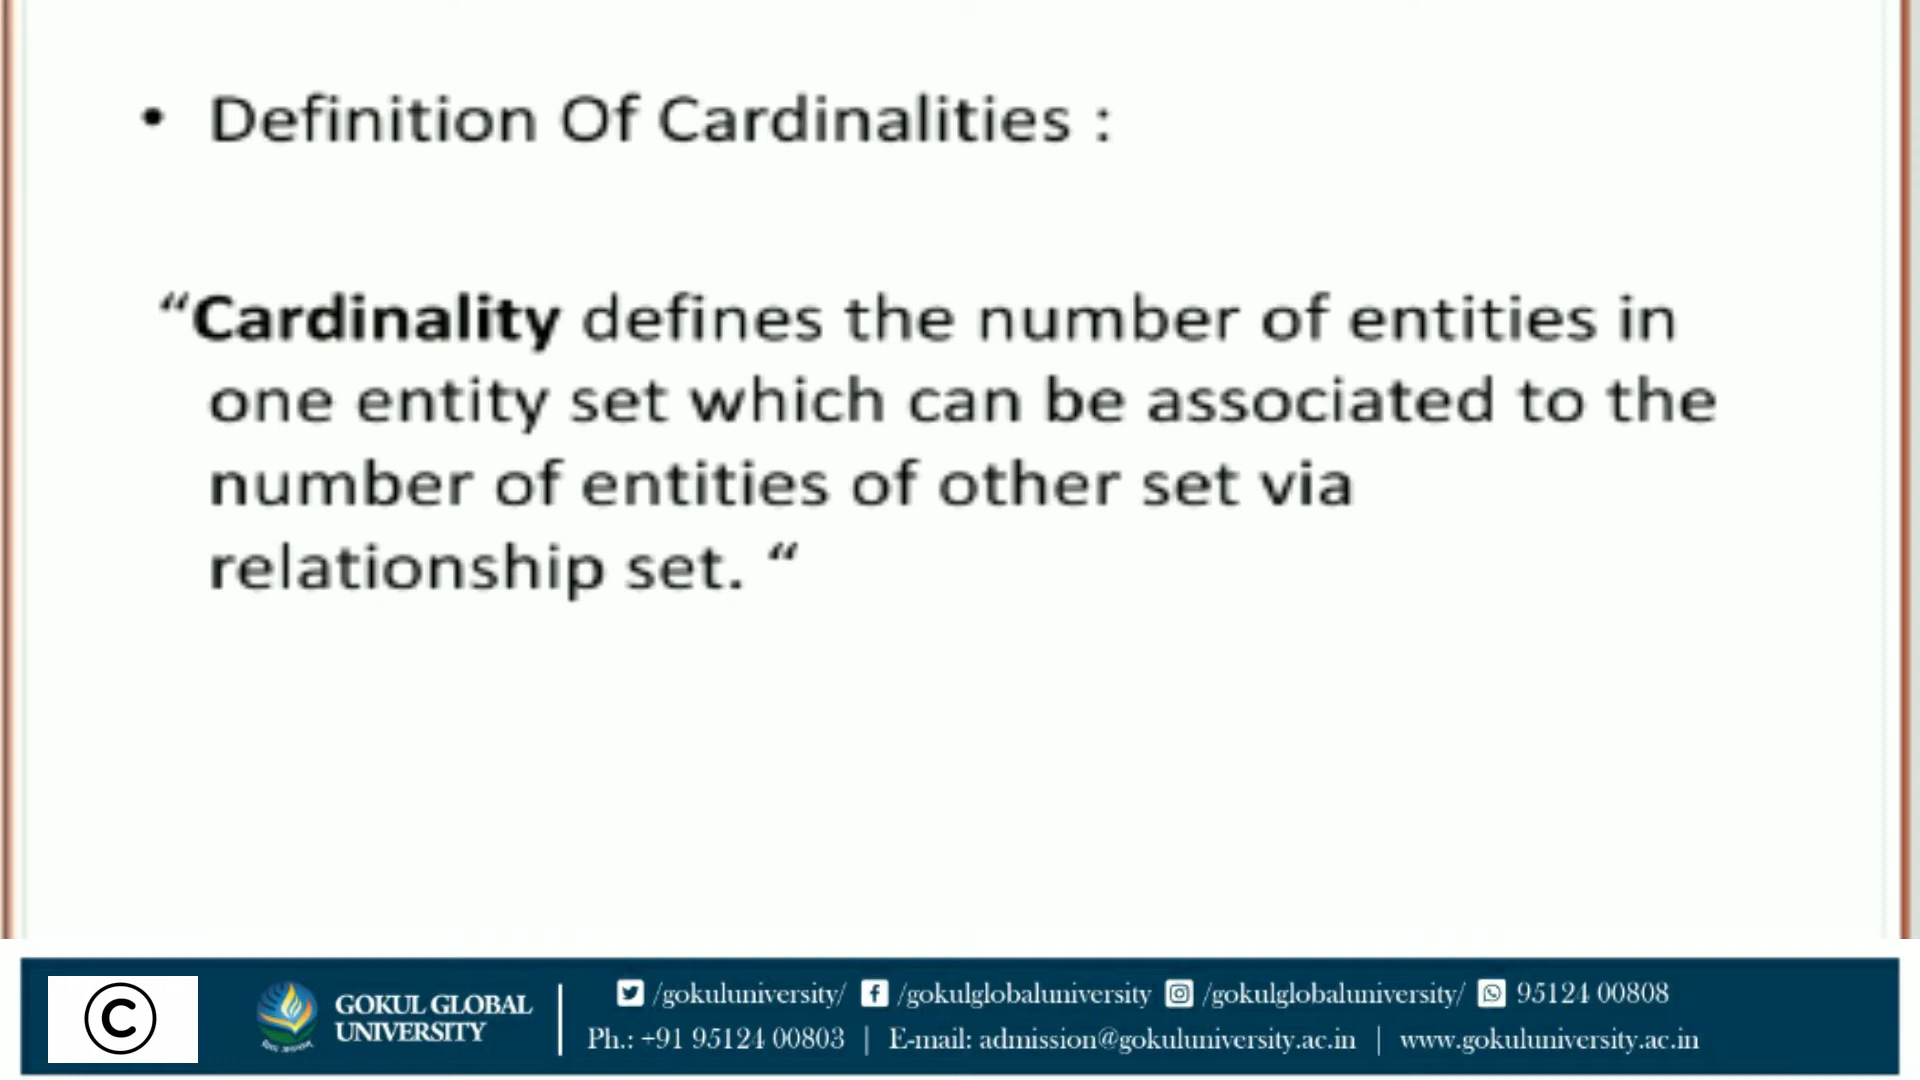 • Definition Of Cardinalities :
“Cardinality defines the number of entities in
one entity set which can be associated to the
number of entities of other set via
relationship set. “
©
GOKUL GLOBAL
UNIVERSITY
/gokuluniversity/ /gokulglobaluniversity /gokulglobaluniversity/ 95124 00808
Ph.: +91 95124 00803 | E-mail: admission@gokuluniversity.ac.in | www.gokuluniversity.ac.in